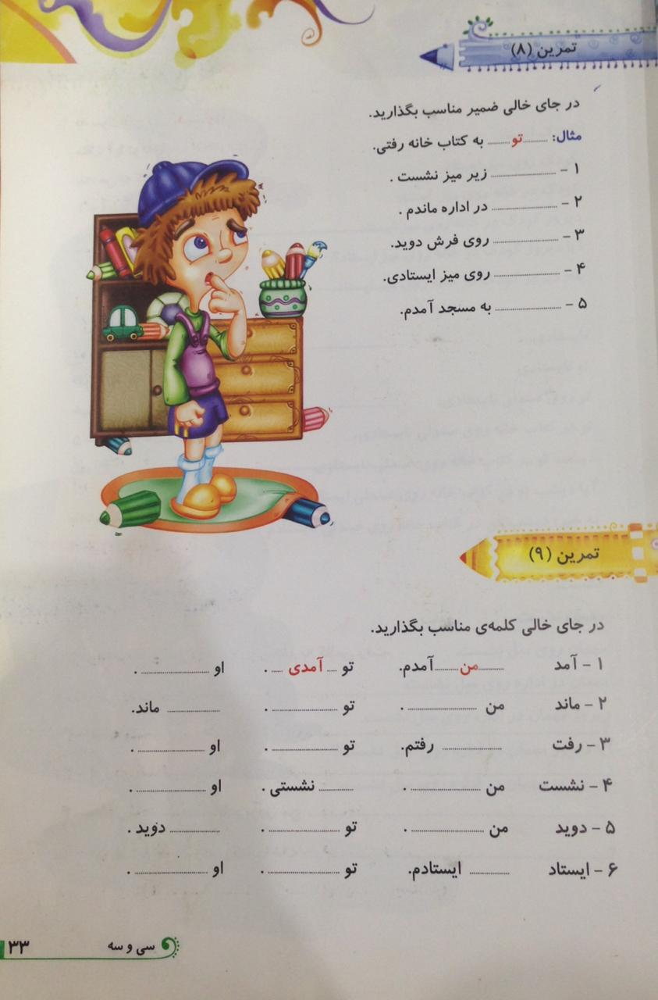 تمرین (۸)
در جای خالی ضمیر مناسب بگذارید.
مثال: ........ تو ........ به کتاب خانه رفتی.
۱ - ................ زیر میز نشست .
۲ - ................ در اداره ماندم .
۳ - ................ روی فرش دوید.
۴ - ................ روی میز ایستادی.
۵ - ................ به مسجد آمدم.
تمرین (۹)
در جای خالی کلمه‌ی مناسب بگذارید.
۱ - آمد ........ من ........ آمدم. تو .... آمدی .... . او ................ .
۲ - ماند من ................ . تو ................ . ................ ماند.
۳ - رفت ................ رفتم. تو ................ . او ................ .
۴ - نشست من ................ . ................ نشستی . او ................ .
۵ - دوید من ................ . تو ................ . ................ دوید .
۶ - ایستاد ................ ایستادم. تو ................ . او ................ .
سی و سه ۳۳